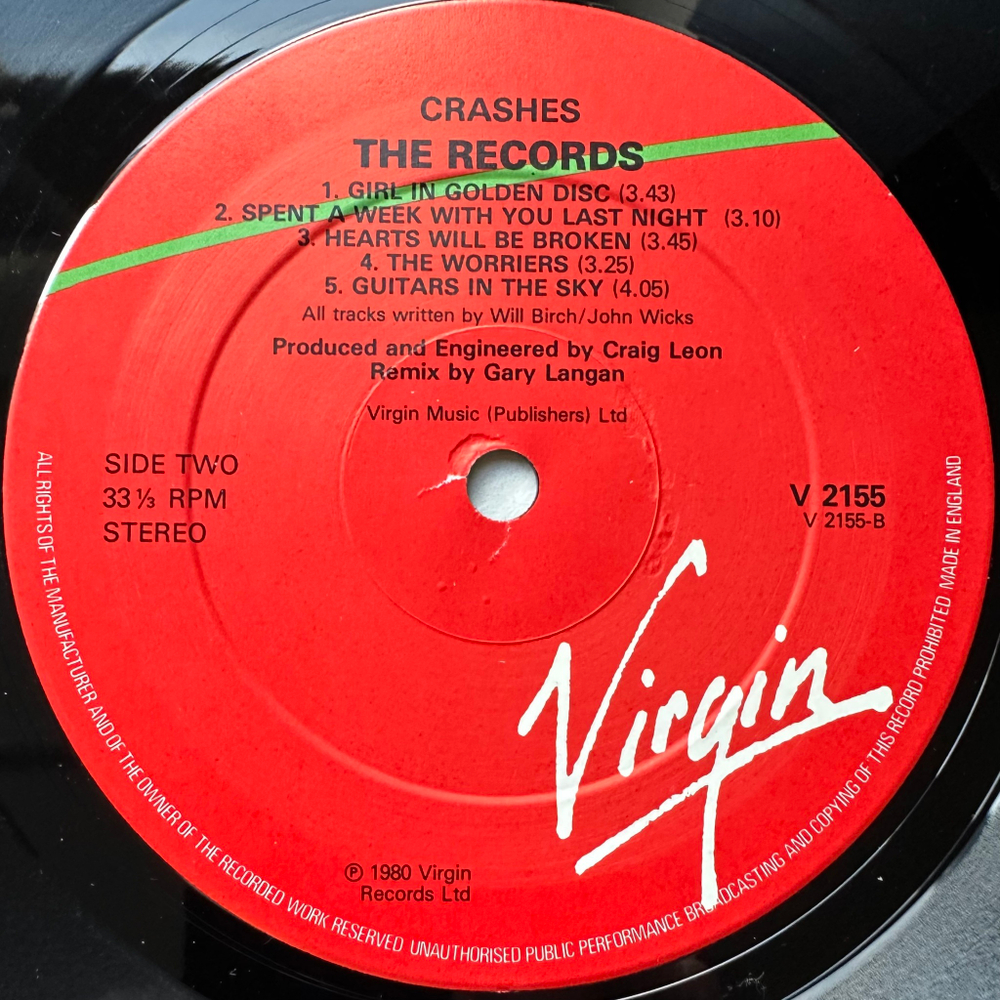 CRASHES
THE RECORDS
1. GIRL IN GOLDEN DISC (3.43)
2. SPENT A WEEK WITH YOU LAST NIGHT (3.10)
3. HEARTS WILL BE BROKEN (3.45)
4. THE WORRIERS (3.25)
5. GUITARS IN THE SKY (4.05)
All tracks written by Will Birch/John Wicks
Produced and Engineered by Craig Leon
Remix by Gary Langan
Virgin Music (Publishers) Ltd
SIDE TWO
33⅓ RPM
STEREO
V 2155
V 2155-B
Virgin
℗ 1980 Virgin
Records Ltd
ALL RIGHTS OF THE MANUFACTURER AND OF THE OWNER OF THE RECORDED WORK RESERVED UNAUTHORISED PUBLIC PERFORMANCE BROADCASTING AND COPYING OF THIS RECORD PROHIBITED MADE IN ENGLAND